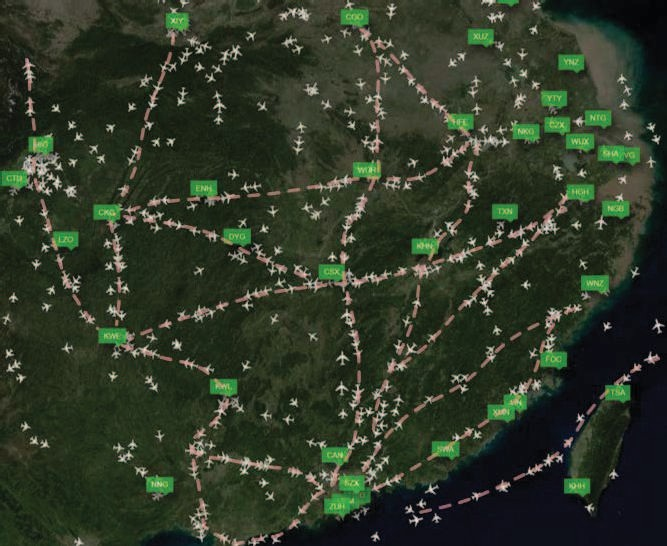 XIY
CGO
XUZ
YNZ
YTY
HFE
NKG
CZX
NTG
WUX
SHA
CTU
WUH
ENH
HGH
NGB
CKG
TXN
LZO
DYG
KHN
CSX
WNZ
KWE
FOC
KWL
TSA
XMN
SWA
CAN
NNG
SZX
ZUH
KHH